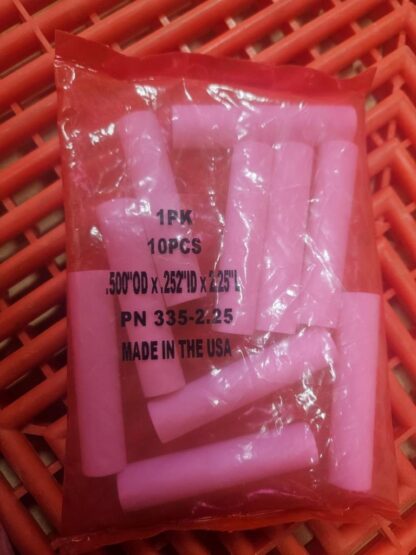 1PK
10PCS
.500"OD x .252"ID x 2.25"L
PN 335-2.25
MADE IN THE USA